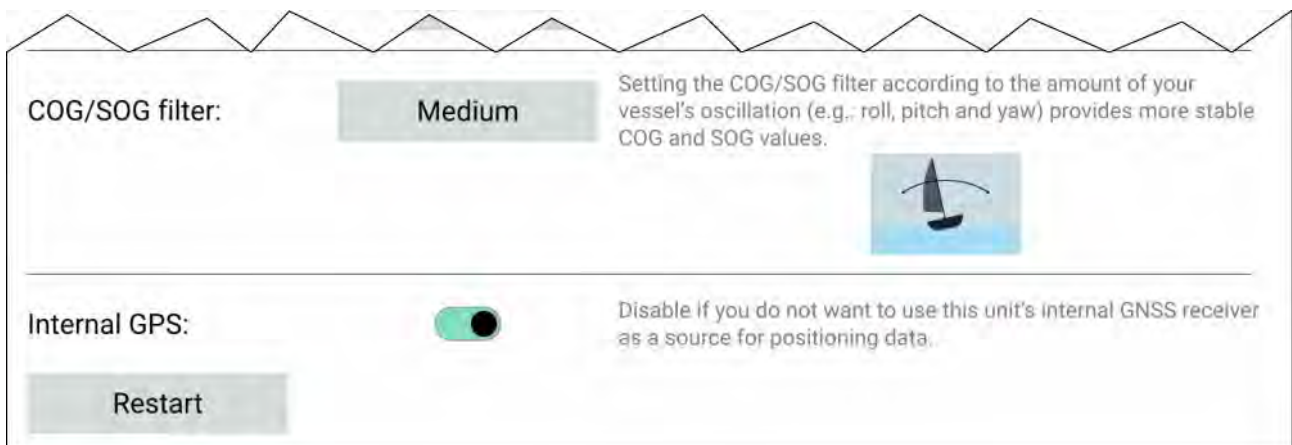 COG/SOG filter:
Medium
Setting the COG/SOG filter according to the amount of your
vessel's oscillation (e.g.: roll, pitch and yaw) provides more stable
COG and SOG values.
Internal GPS:
Disable if you do not want to use this unit's internal GNSS receiver
as a source for positioning data.
Restart